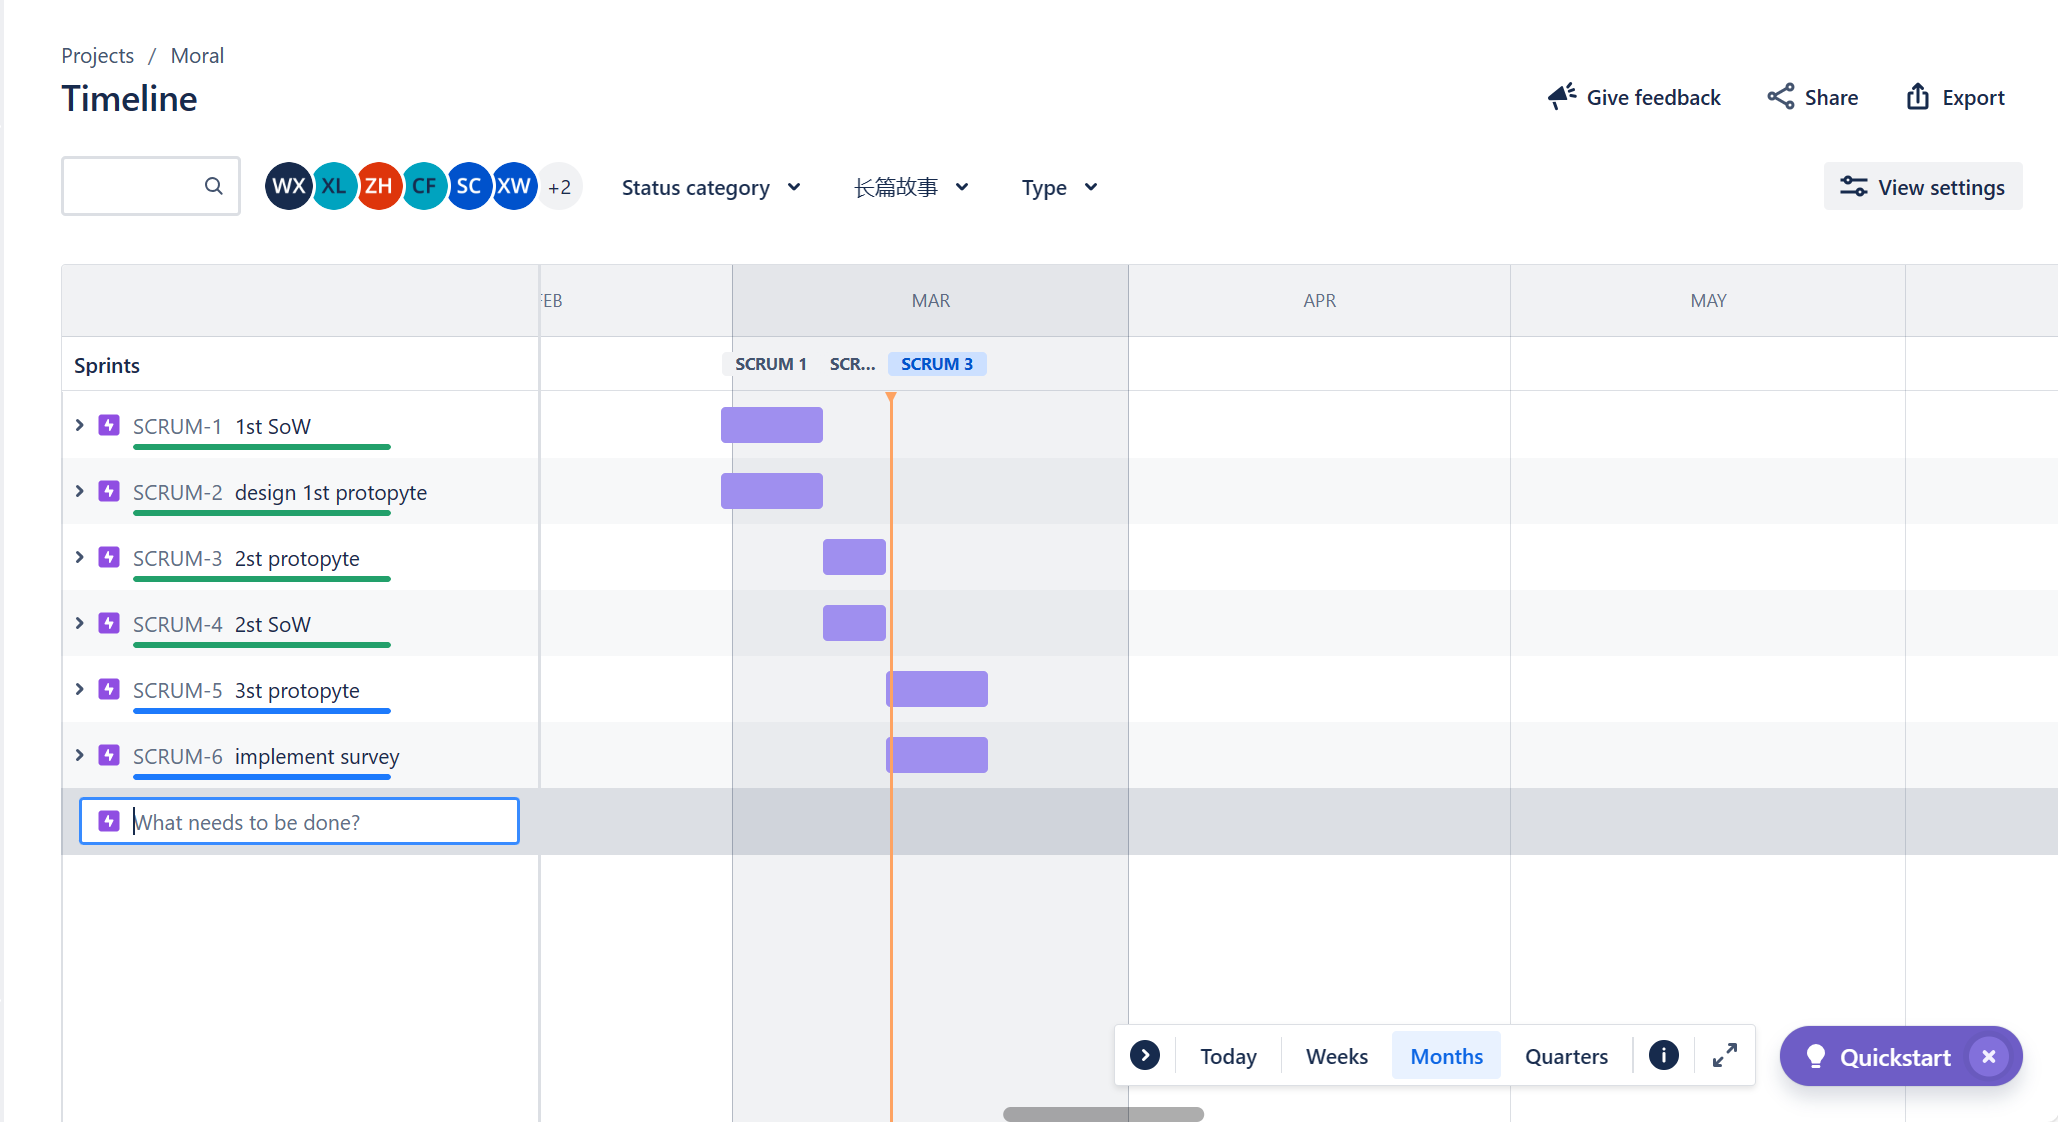 Projects / Moral
Timeline
Give feedback
Share
Export
WX XL ZH CF SC XW +2
Status category
长篇故事
Type
View settings
EB MAR APR MAY
Sprints
SCRUM 1 SCR... SCRUM 3
SCRUM-1 1st SoW
SCRUM-2 design 1st protopyte
SCRUM-3 2st protopyte
SCRUM-4 2st SoW
SCRUM-5 3st protopyte
SCRUM-6 implement survey
What needs to be done?
Today Weeks Months Quarters
Quickstart